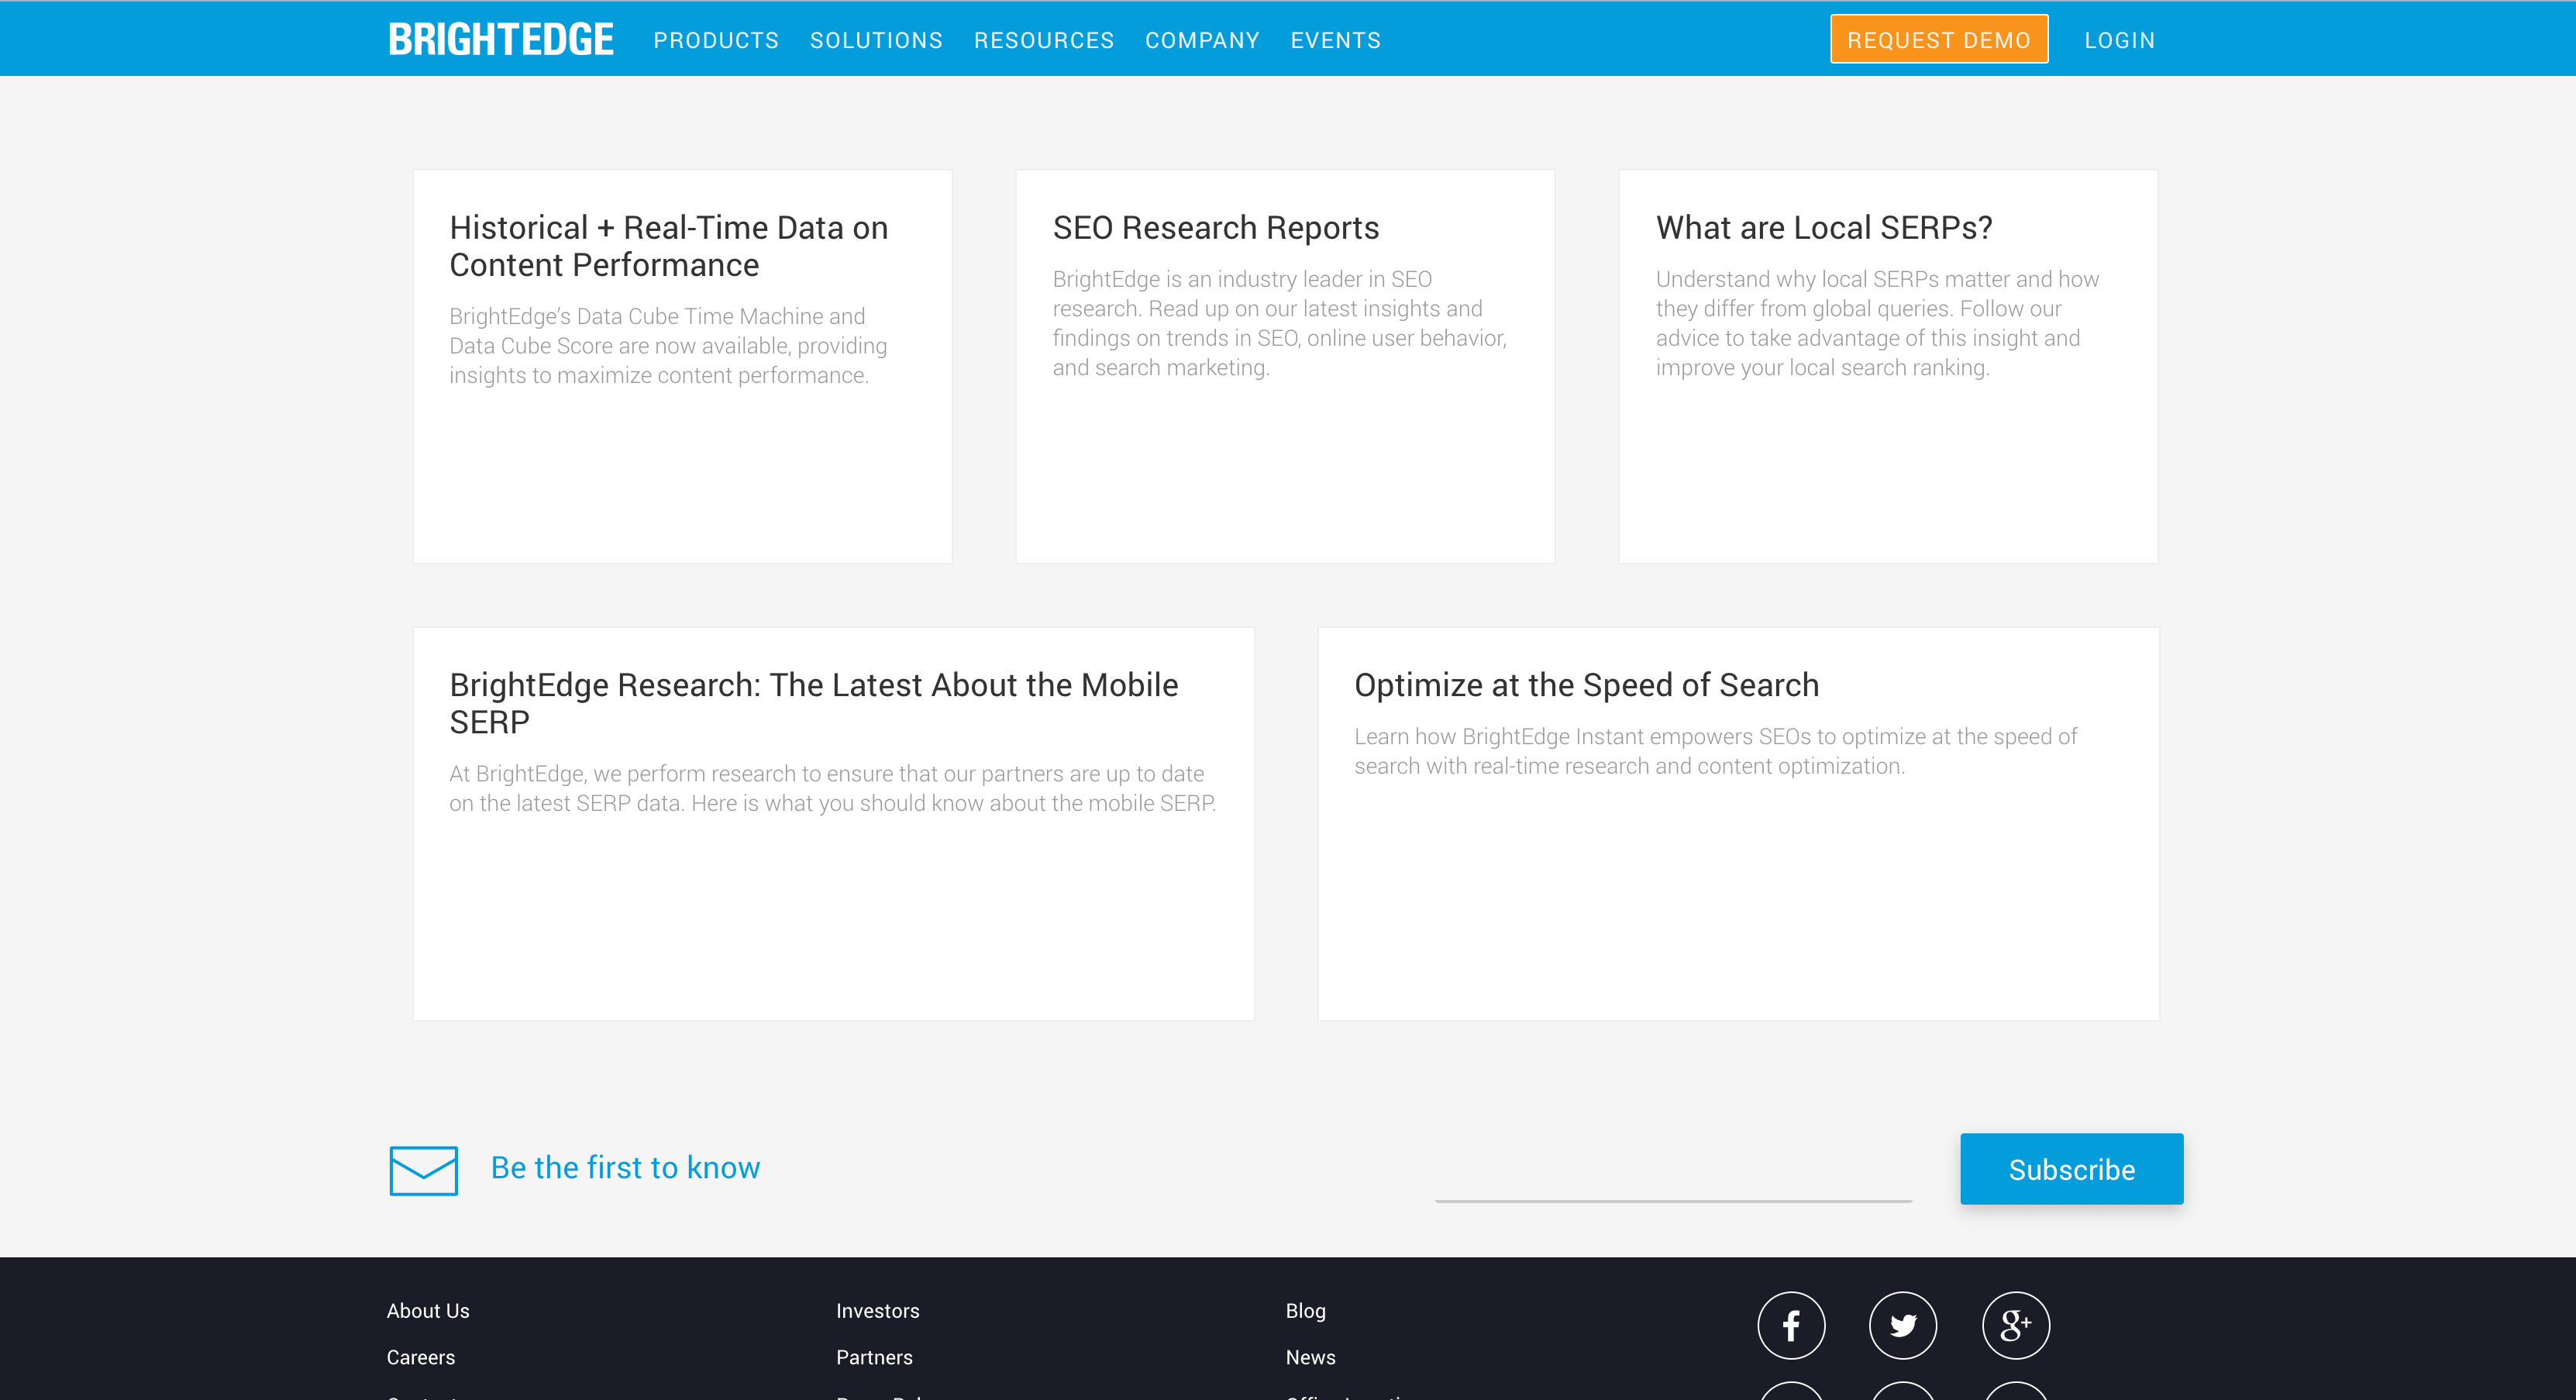 BRIGHTEDGE PRODUCTS SOLUTIONS RESOURCES COMPANY EVENTS REQUEST DEMO LOGIN
Historical + Real-Time Data on
Content Performance
BrightEdge’s Data Cube Time Machine and
Data Cube Score are now available, providing
insights to maximize content performance.
SEO Research Reports
BrightEdge is an industry leader in SEO
research. Read up on our latest insights and
findings on trends in SEO, online user behavior,
and search marketing.
What are Local SERPs?
Understand why local SERPs matter and how
they differ from global queries. Follow our
advice to take advantage of this insight and
improve your local search ranking.
BrightEdge Research: The Latest About the Mobile
SERP
At BrightEdge, we perform research to ensure that our partners are up to date
on the latest SERP data. Here is what you should know about the mobile SERP.
Optimize at the Speed of Search
Learn how BrightEdge Instant empowers SEOs to optimize at the speed of
search with real-time research and content optimization.
Be the first to know
Subscribe
About Us
Careers
Investors
Partners
Blog
News